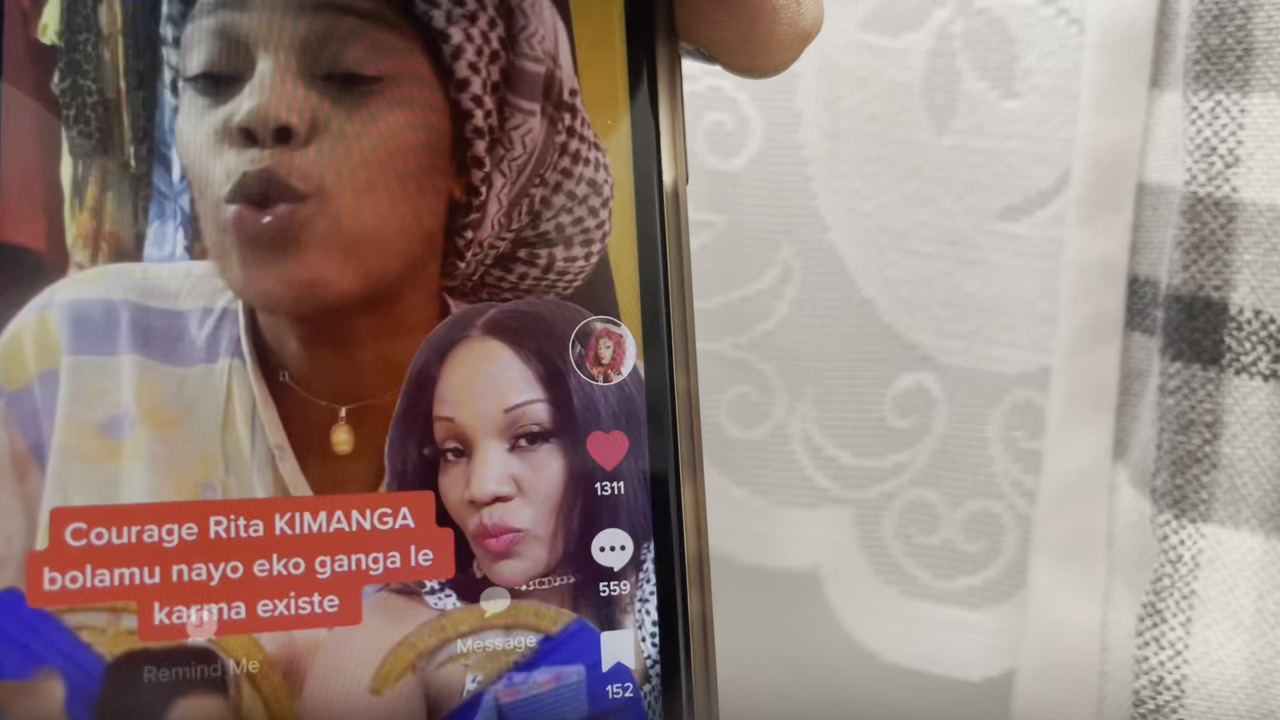 Courage Rita KIMANGA
bolamu nayo eko ganga le
karma existe
1311
559
Message
Remind Me
152